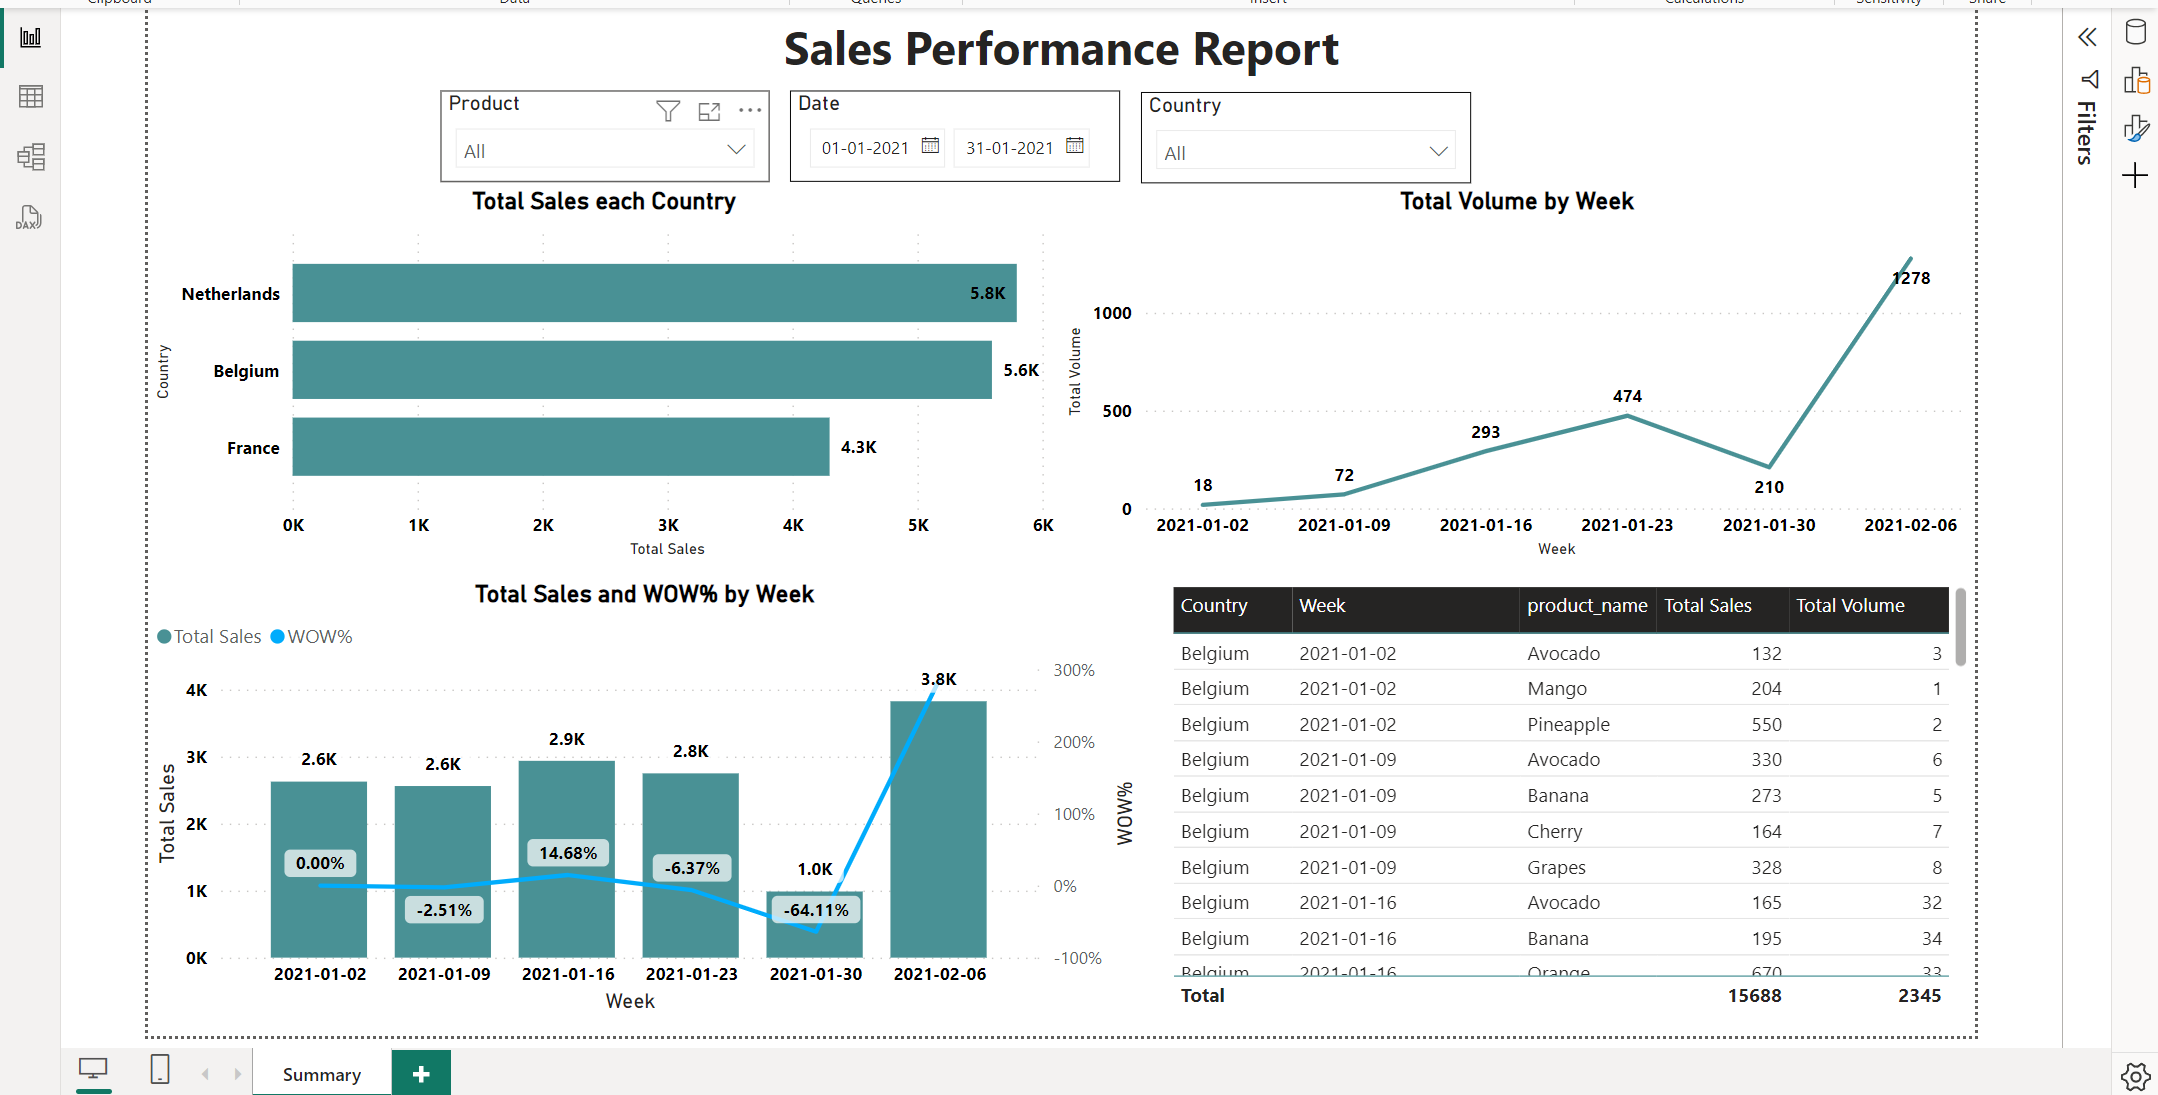 Clipboard
Data
Queries
Insert
Calculations
Sensitivity
Share
Sales Performance Report
Product
All
Date
01-01-2021 31-01-2021
Country
All
Filters
DAX
Total Sales each Country
Country
Netherlands 5.8K
Belgium 5.6K
France 4.3K
0K 1K 2K 3K 4K 5K 6K
Total Sales
Total Volume by Week
Total Volume
1000
500
0
18 72 293 474 210 1278
2021-01-02 2021-01-09 2021-01-16 2021-01-23 2021-01-30 2021-02-06
Week
Total Sales and WOW% by Week
Total Sales WOW%
Total Sales
4K
3K
2K
1K
0K
2.6K 2.6K 2.9K 2.8K 1.0K 3.8K
0.00% -2.51% 14.68% -6.37% -64.11%
300%
200%
100%
0%
-100%
WOW%
2021-01-02 2021-01-09 2021-01-16 2021-01-23 2021-01-30 2021-02-06
Week
Country Week product_name Total Sales Total Volume
Belgium 2021-01-02 Avocado 132 3
Belgium 2021-01-02 Mango 204 1
Belgium 2021-01-02 Pineapple 550 2
Belgium 2021-01-09 Avocado 330 6
Belgium 2021-01-09 Banana 273 5
Belgium 2021-01-09 Cherry 164 7
Belgium 2021-01-09 Grapes 328 8
Belgium 2021-01-16 Avocado 165 32
Belgium 2021-01-16 Banana 195 34
Belgium 2021-01-16 Orange 670 33
Total 15688 2345
Summary